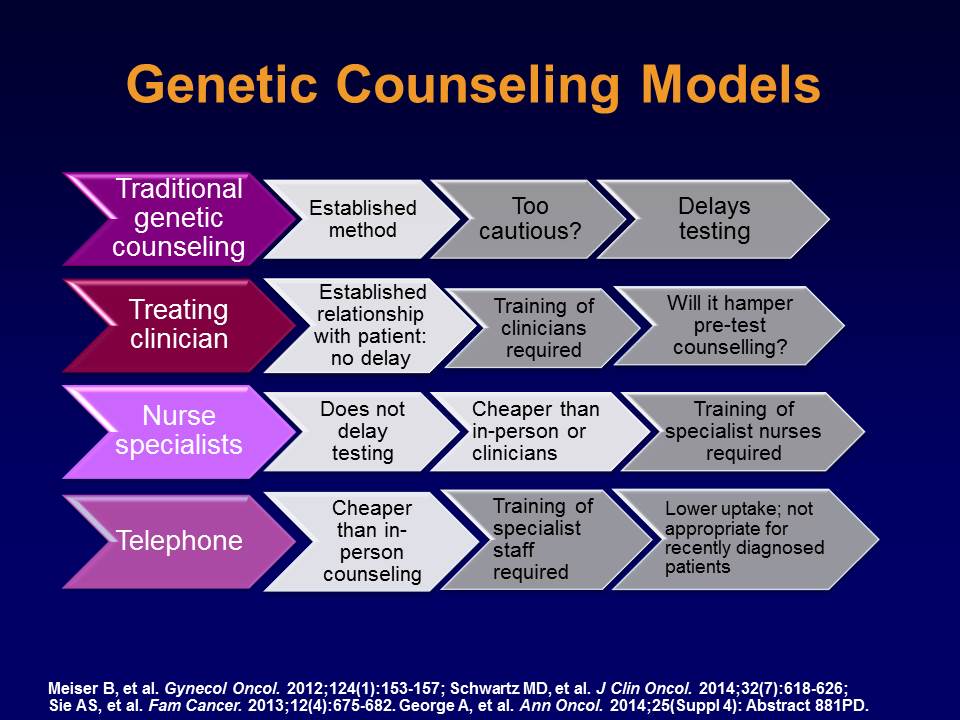 Genetic Counseling Models
Traditional
genetic
counseling
Established
method
Too
cautious?
Delays
testing
Treating
clinician
Established
relationship
with patient:
no delay
Training of
clinicians
required
Will it hamper
pre-test
counselling?
Nurse
specialists
Does not
delay
testing
Cheaper than
in-person or
clinicians
Training of
specialist nurses
required
Telephone
Cheaper
than in-
person
counseling
Training of
specialist
staff
required
Lower uptake; not
appropriate for
recently diagnosed
patients
Meiser B, et al. Gynecol Oncol. 2012;124(1):153-157; Schwartz MD, et al. J Clin Oncol. 2014;32(7):618-626;
Sie AS, et al. Fam Cancer. 2013;12(4):675-682. George A, et al. Ann Oncol. 2014;25(Suppl 4): Abstract 881PD.